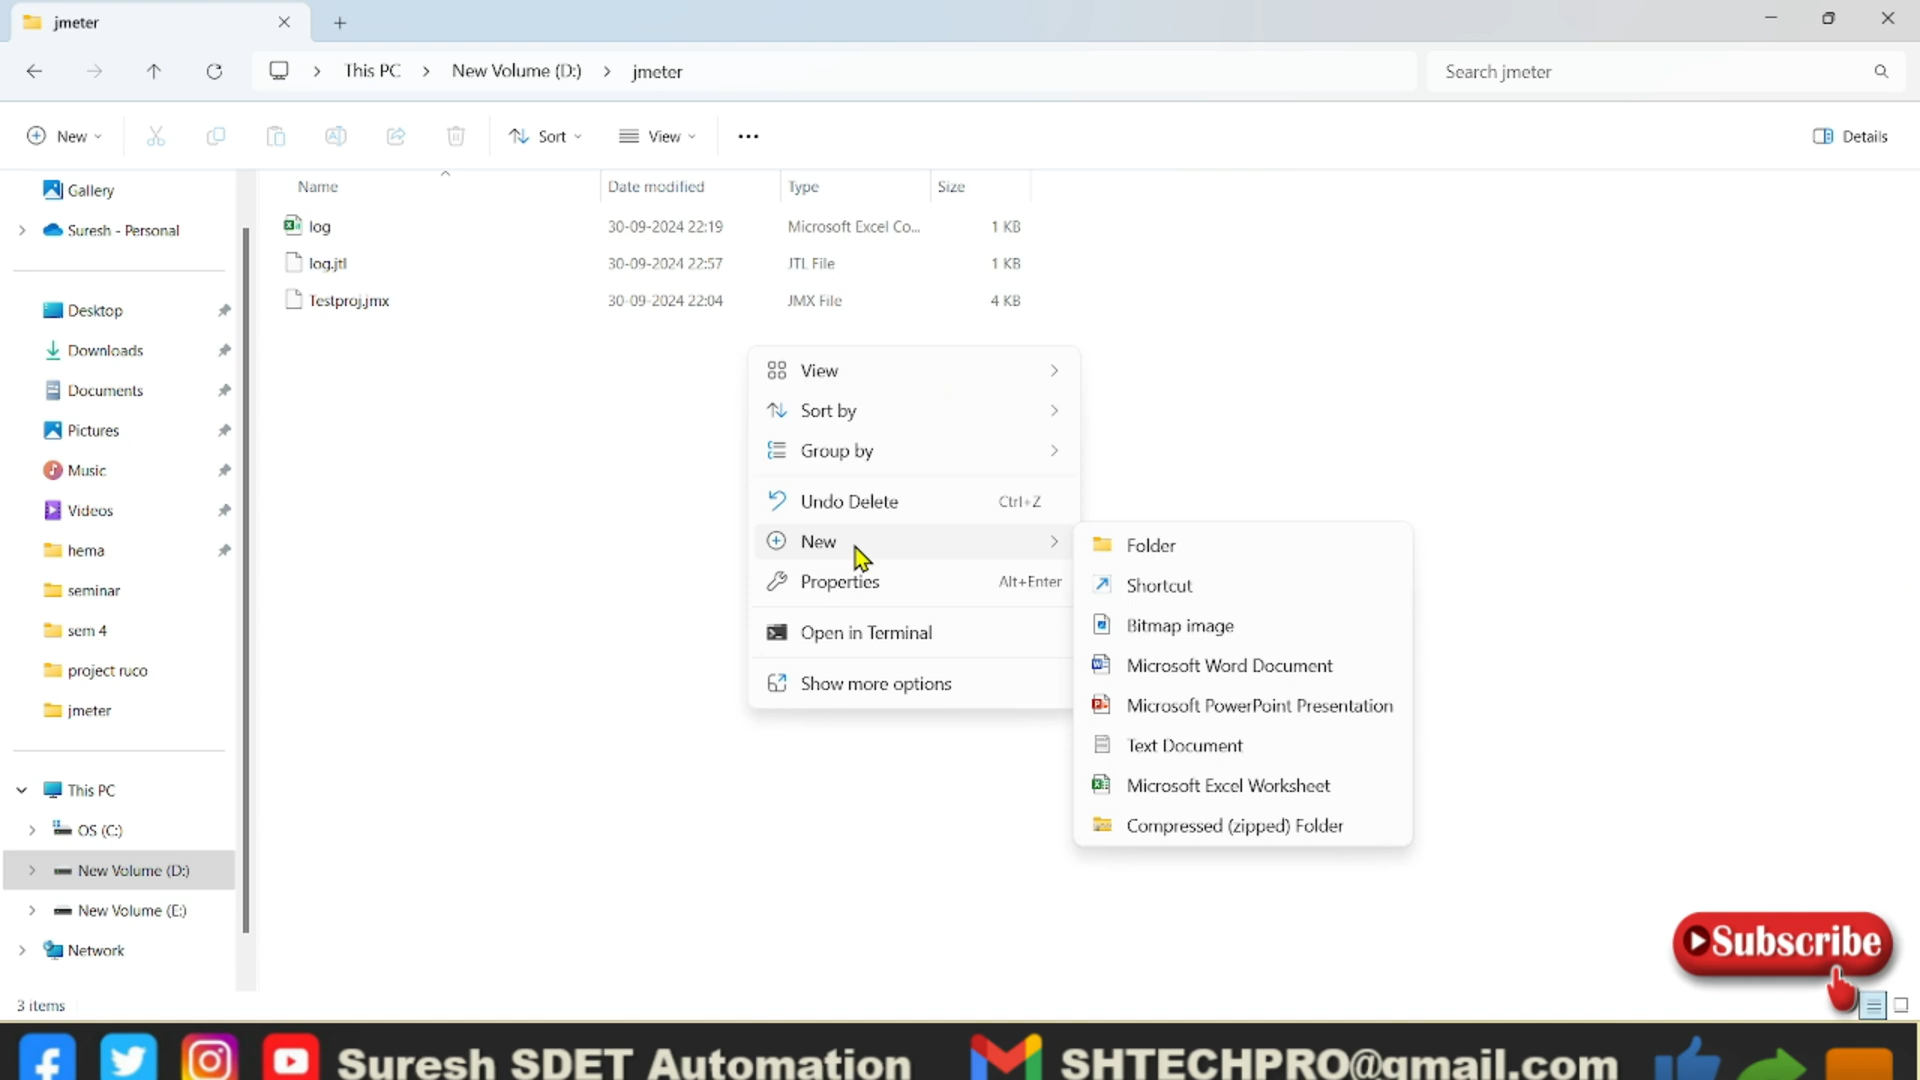 jmeter
This PC
New Volume (D:)
jmeter
Search jmeter
New
Sort
View
Details
Gallery
Suresh - Personal
Desktop
Downloads
Documents
Pictures
Music
Videos
hema
seminar
sem 4
project ruco
jmeter
This PC
OS (C:)
New Volume (D:)
New Volume (E:)
Network
Name Date modified Type Size
log 30-09-2024 22:19 Microsoft Excel Co... 1 KB
log.jtl 30-09-2024 22:57 JTL File 1 KB
Testproj.jmx 30-09-2024 22:04 JMX File 4 KB
View
Sort by
Group by
Undo Delete Ctrl+Z
New
Properties Alt+Enter
Open in Terminal
Show more options
Folder
Shortcut
Bitmap image
Microsoft Word Document
Microsoft PowerPoint Presentation
Text Document
Microsoft Excel Worksheet
Compressed (zipped) Folder
Subscribe
3 items
Suresh SDET Automation SHTECHPRO@gmail.com